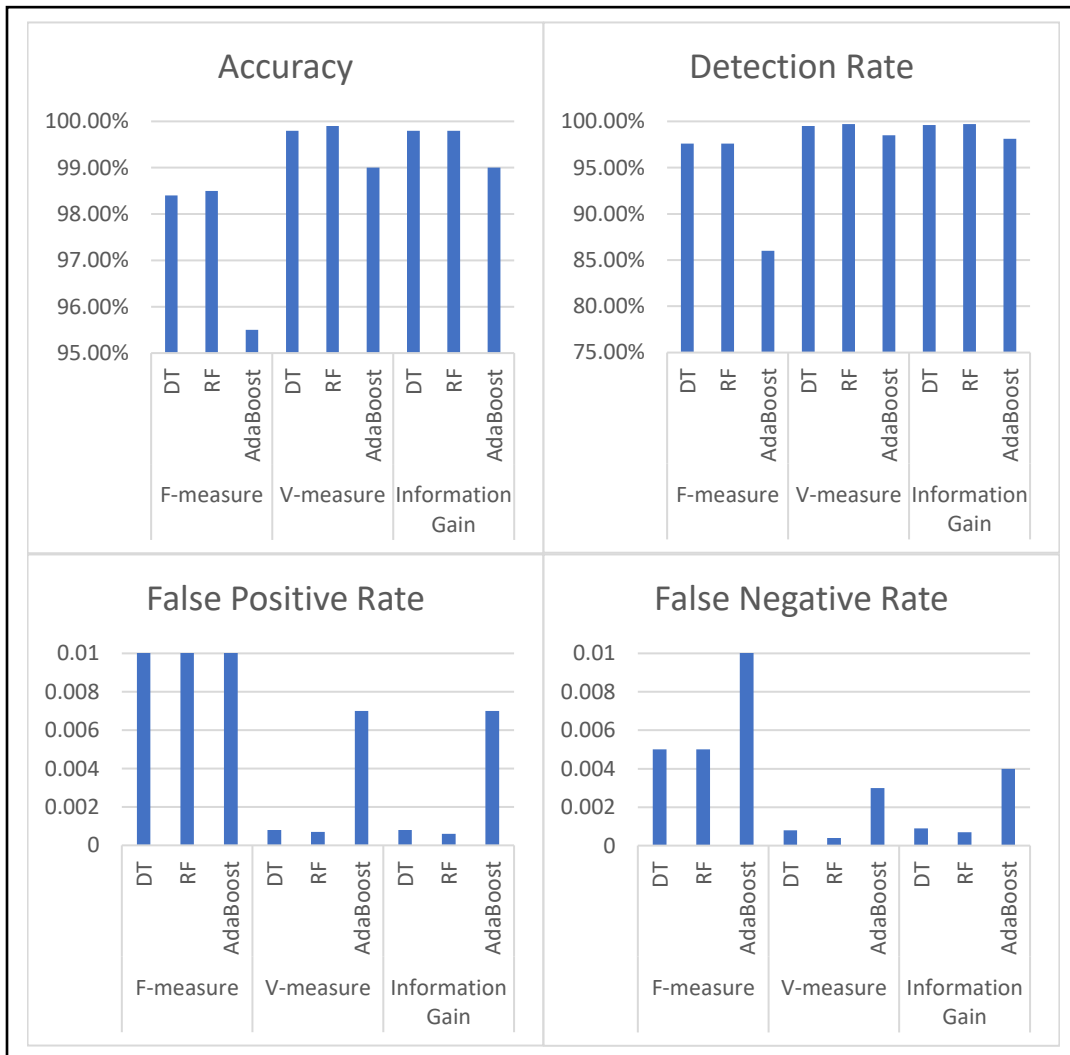 Accuracy
100.00%
99.00%
98.00%
97.00%
96.00%
95.00%
DT
RF
AdaBoost
DT
RF
AdaBoost
DT
RF
AdaBoost
F-measure
V-measure
Information
Gain
Detection Rate
100.00%
95.00%
90.00%
85.00%
80.00%
75.00%
DT
RF
AdaBoost
DT
RF
AdaBoost
DT
RF
AdaBoost
F-measure
V-measure
Information
Gain
False Positive Rate
0.01
0.008
0.006
0.004
0.002
0
DT
RF
AdaBoost
DT
RF
AdaBoost
DT
RF
AdaBoost
F-measure
V-measure
Information
Gain
False Negative Rate
0.01
0.008
0.006
0.004
0.002
0
DT
RF
AdaBoost
DT
RF
AdaBoost
DT
RF
AdaBoost
F-measure
V-measure
Information
Gain